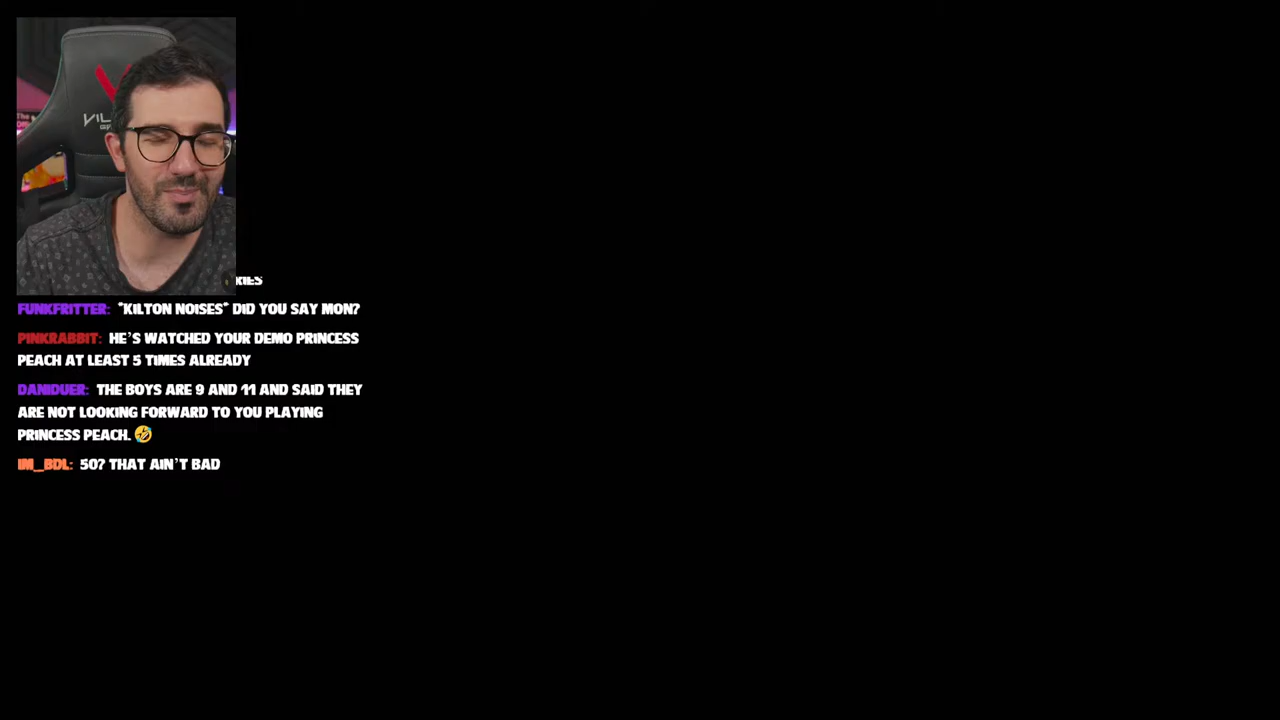 FUNKFRITTER: *KILTON NOISES* DID YOU SAY MON?
PINKRABBIT: HE'S WATCHED YOUR DEMO PRINCESS
PEACH AT LEAST 5 TIMES ALREADY
DANIDUER: THE BOYS ARE 9 AND 11 AND SAID THEY
ARE NOT LOOKING FORWARD TO YOU PLAYING
PRINCESS PEACH. 🤣
IM_BDL: 50? THAT AIN'T BAD